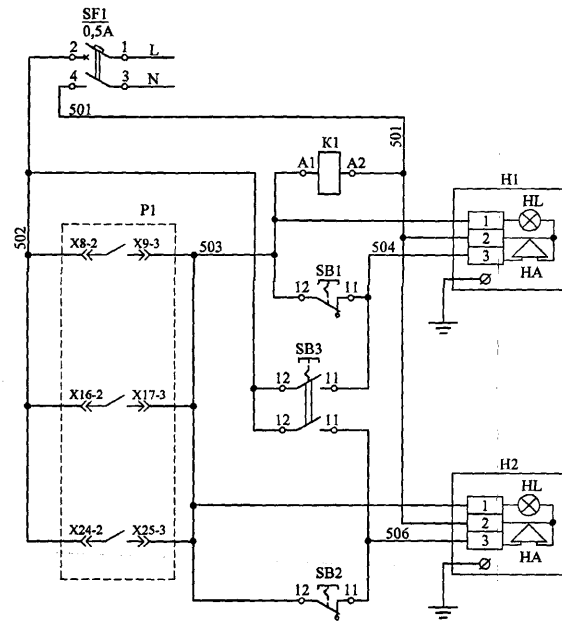 SF1
0,5A
2 1 L
4 3 N
501
501
K1
A1 A2
H1
HL
1
2
3
HA
P1
502
X8-2 X9-3
503
504
SB1
12 11
SB3
12 11
12 11
X16-2 X17-3
H2
HL
1
2
3
HA
506
X24-2 X25-3
SB2
12 11